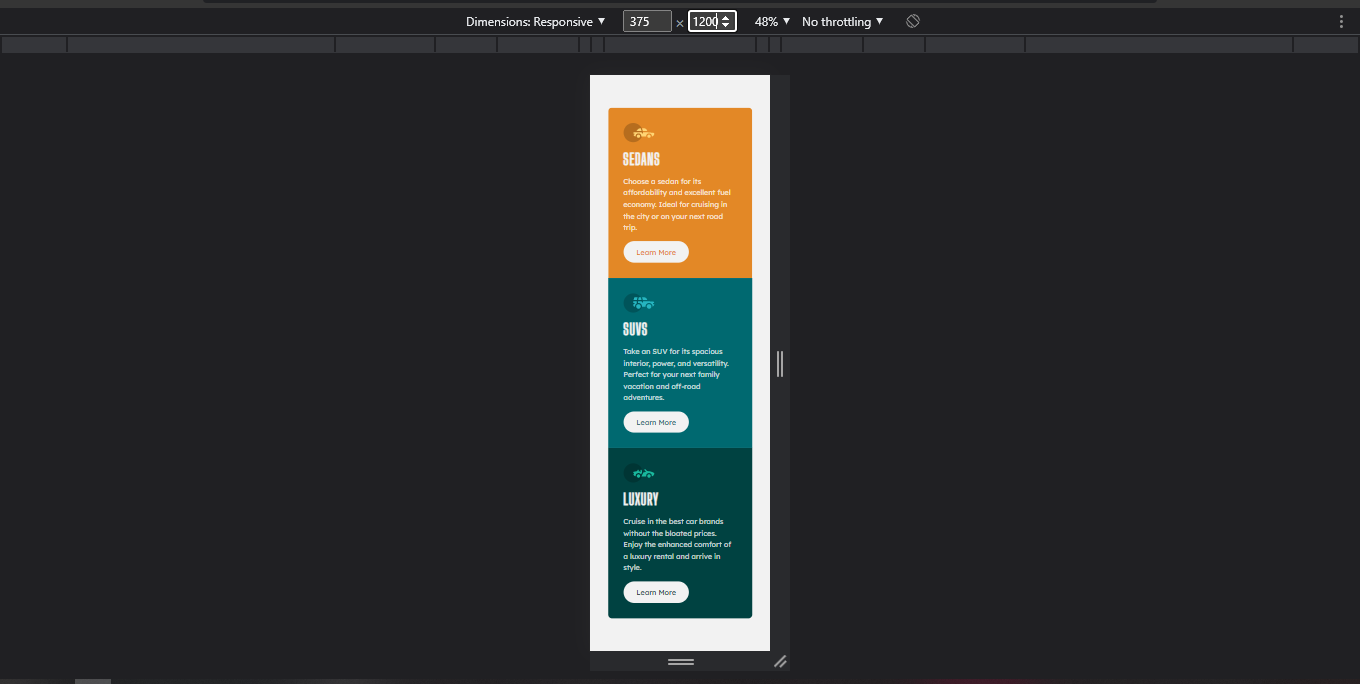 Dimensions: Responsive ▼ 375 × 1200 48% ▼ No throttling ▼
SEDANS
Choose a sedan for its
affordability and excellent fuel
economy. Ideal for cruising in
the city or on your next road
trip.
Learn More
SUVS
Take an SUV for its spacious
interior, power, and versatility.
Perfect for your next family
vacation and off-road
adventures.
Learn More
LUXURY
Cruise in the best car brands
without the bloated prices.
Enjoy the enhanced comfort of
a luxury rental and arrive in
style.
Learn More